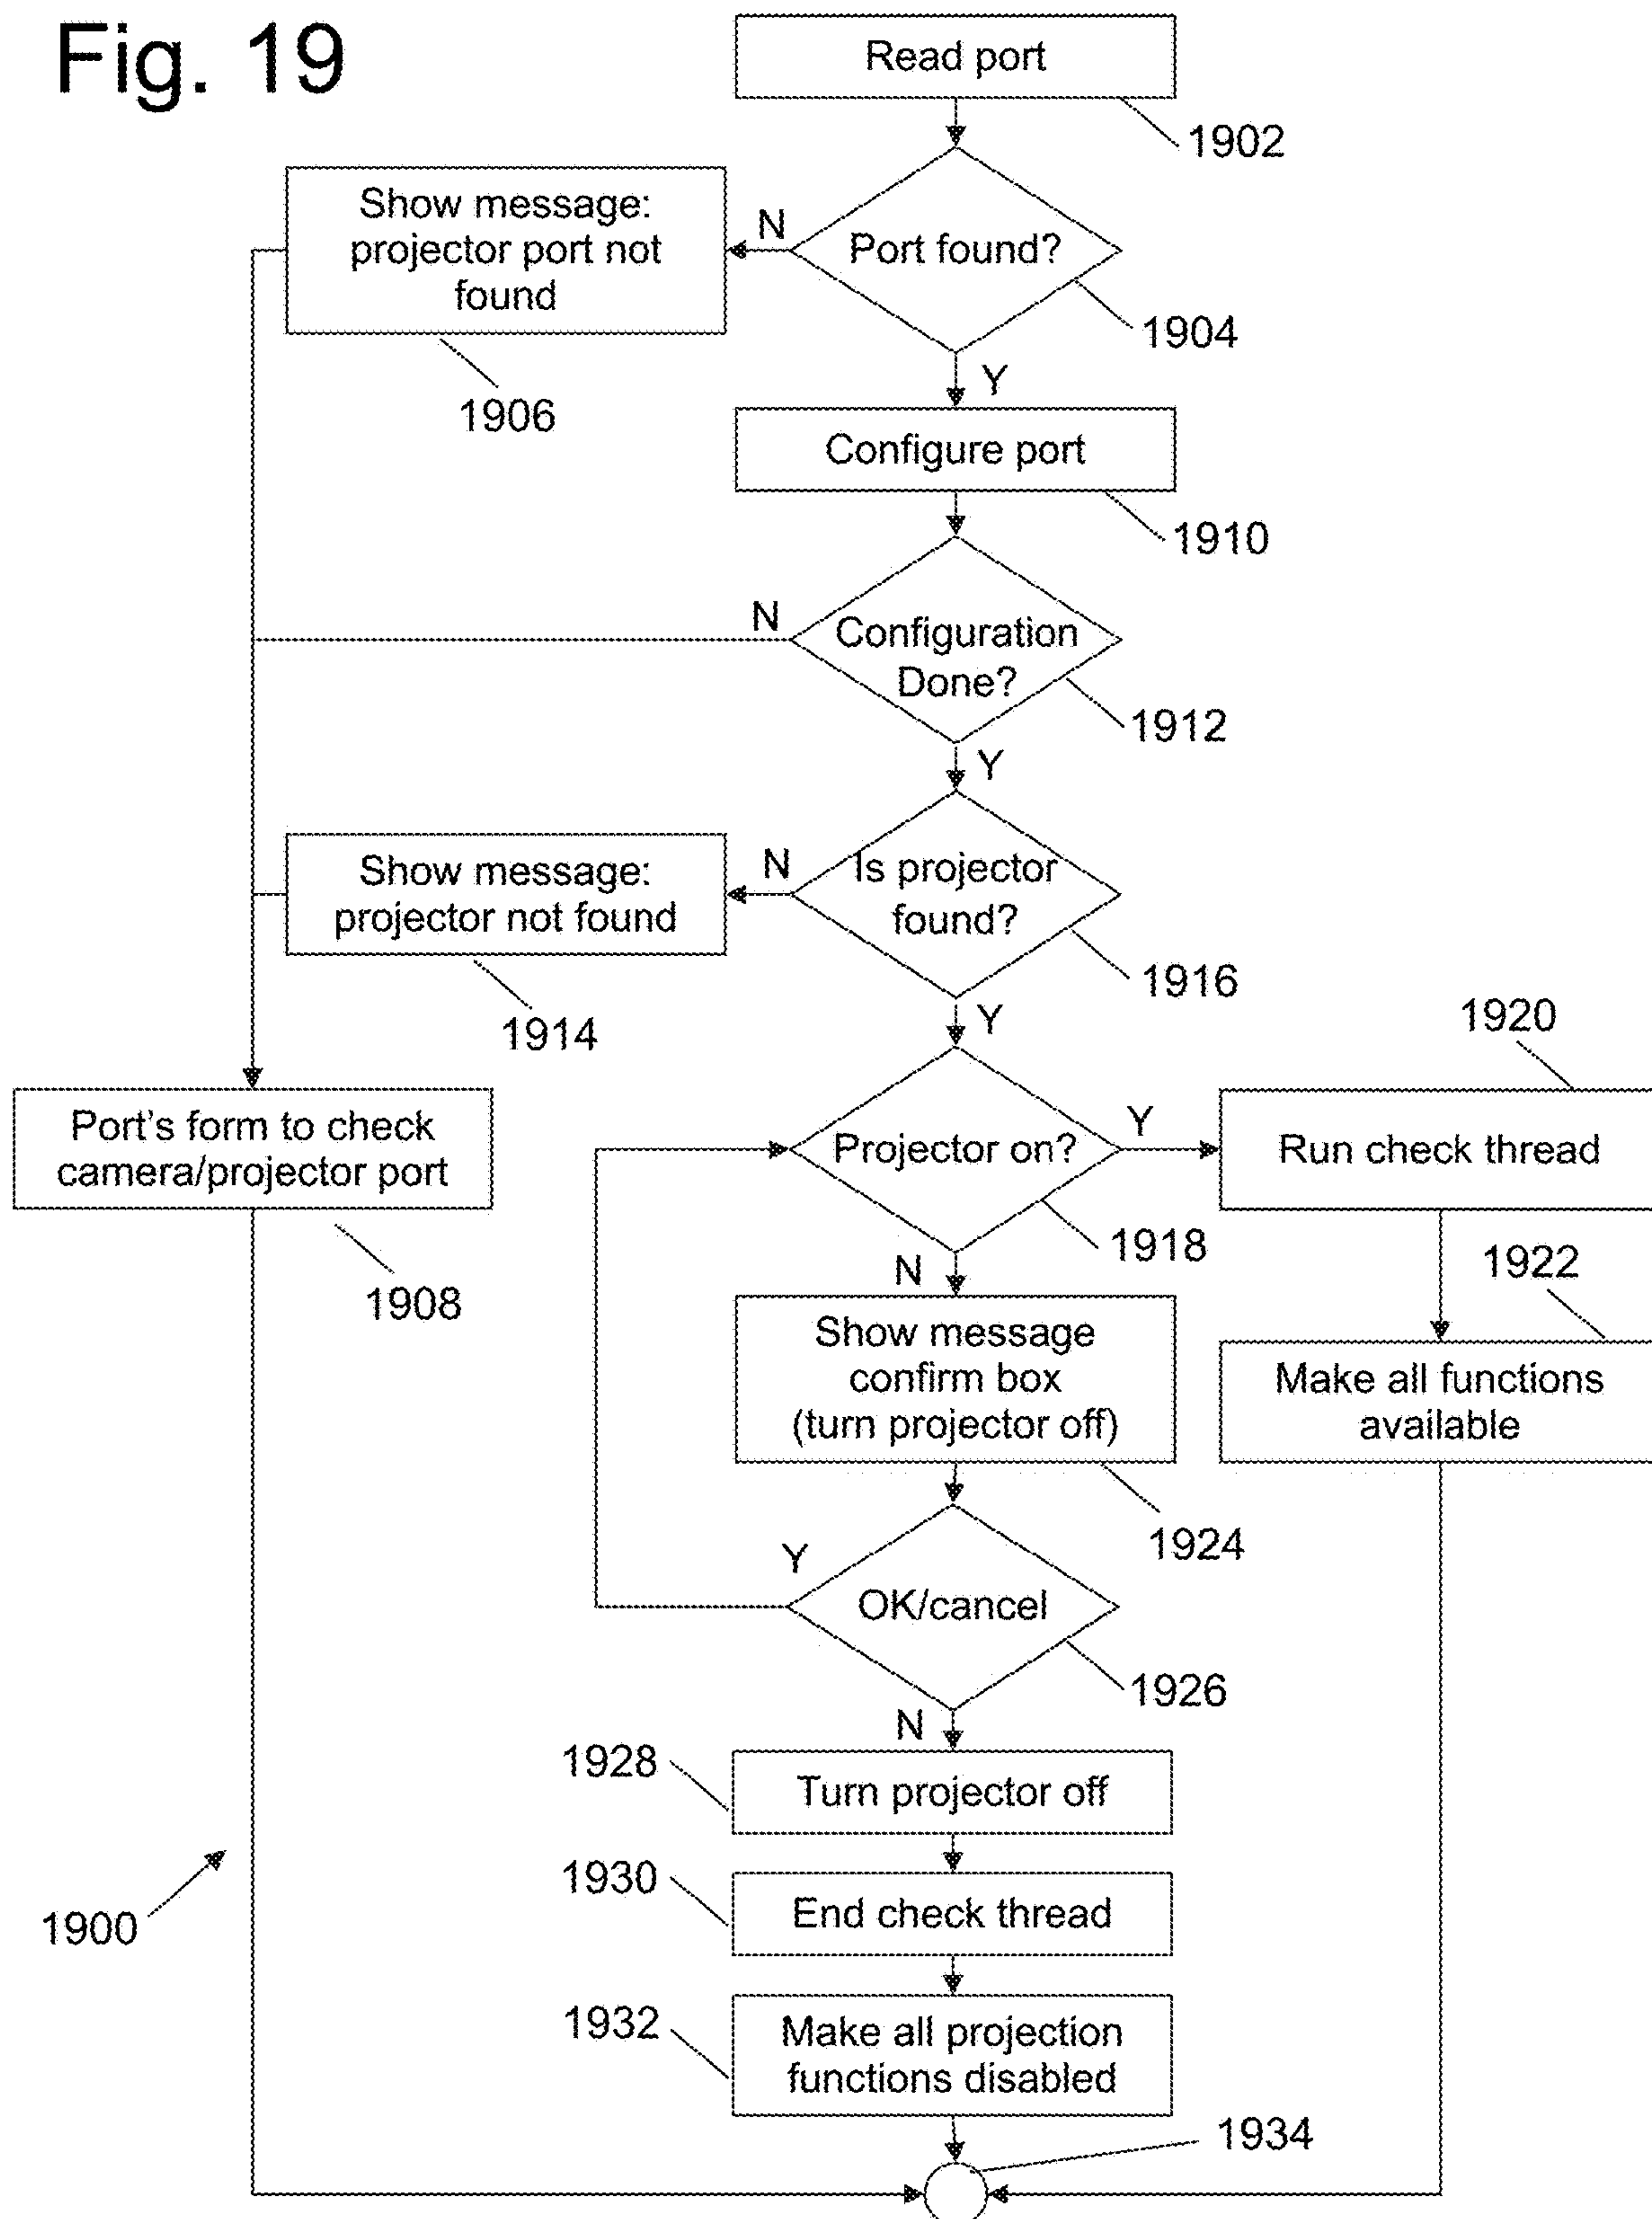 Fig. 19
Read port
1902
Show message:
projector port not
found
N
Port found?
1904
1906
Y
Configure port
1910
N
Configuration
Done?
1912
Y
Show message:
projector not found
N
Is projector
found?
1916
1914
Y
1920
Port's form to check
camera/projector port
1908
Projector on?
Y
Run check thread
1918
1922
N
Show message
confirm box
(turn projector off)
Make all functions
available
1924
Y
OK/cancel
1926
N
1928
Turn projector off
1930
End check thread
1900
1932
Make all projection
functions disabled
1934